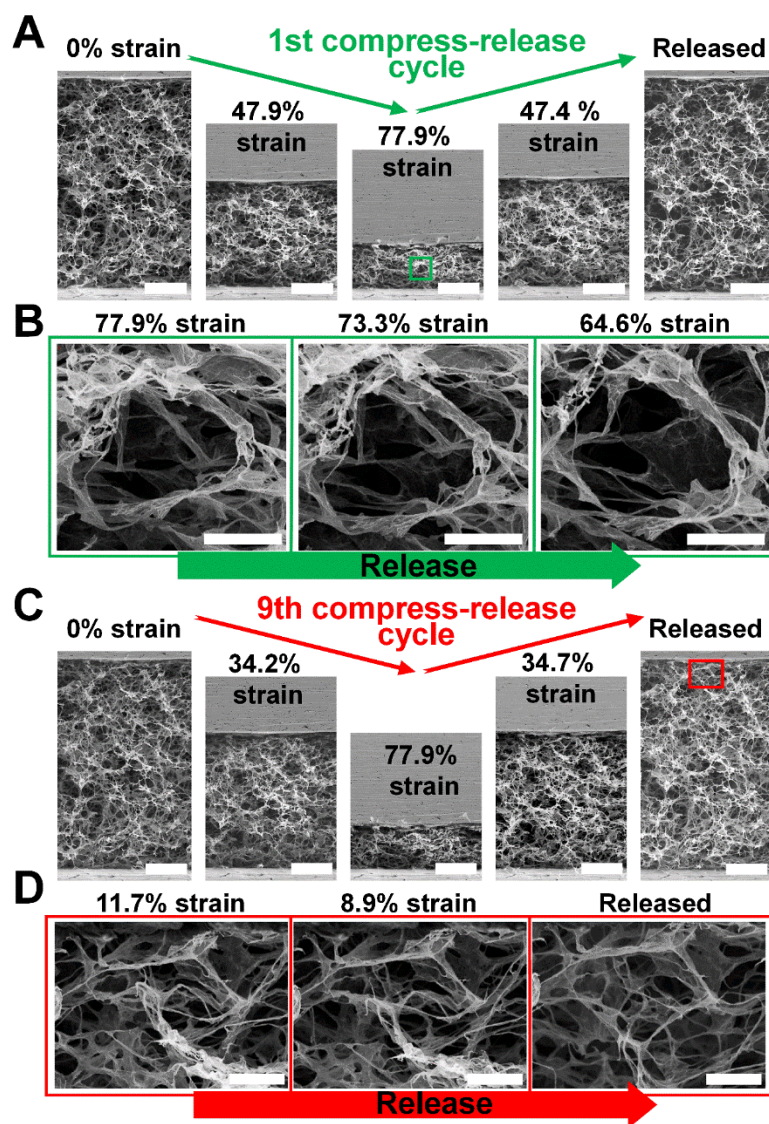 A
0% strain
1st compress-release
cycle
Released
47.9%
strain
77.9%
strain
47.4 %
strain
B
77.9% strain
73.3% strain
64.6% strain
Release
C
0% strain
9th compress-release
cycle
Released
34.2%
strain
77.9%
strain
34.7%
strain
D
11.7% strain
8.9% strain
Released
Release